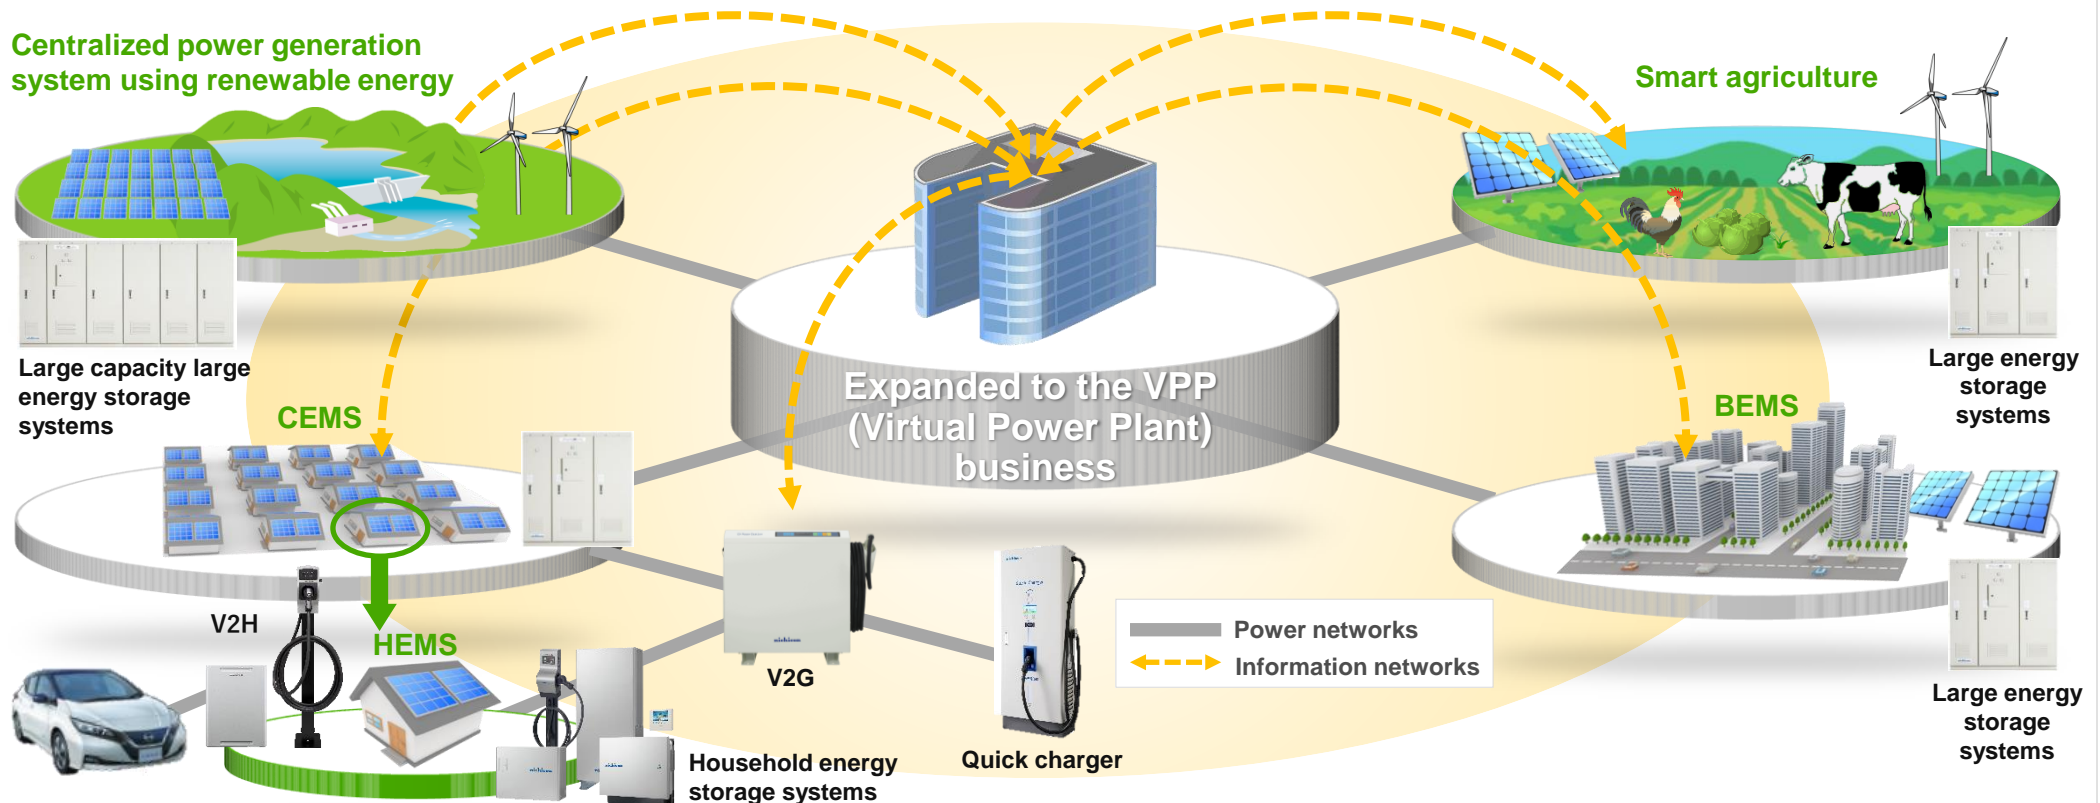 Centralized power generation
system using renewable energy
Smart agriculture
Large capacity large
energy storage
systems
Large energy
storage
systems
CEMS
Expanded to the VPP
(Virtual Power Plant)
business
BEMS
V2H
HEMS
V2G
nichicon
Quick charger
Power networks
Information networks
Large energy
storage
systems
Household energy
storage systems